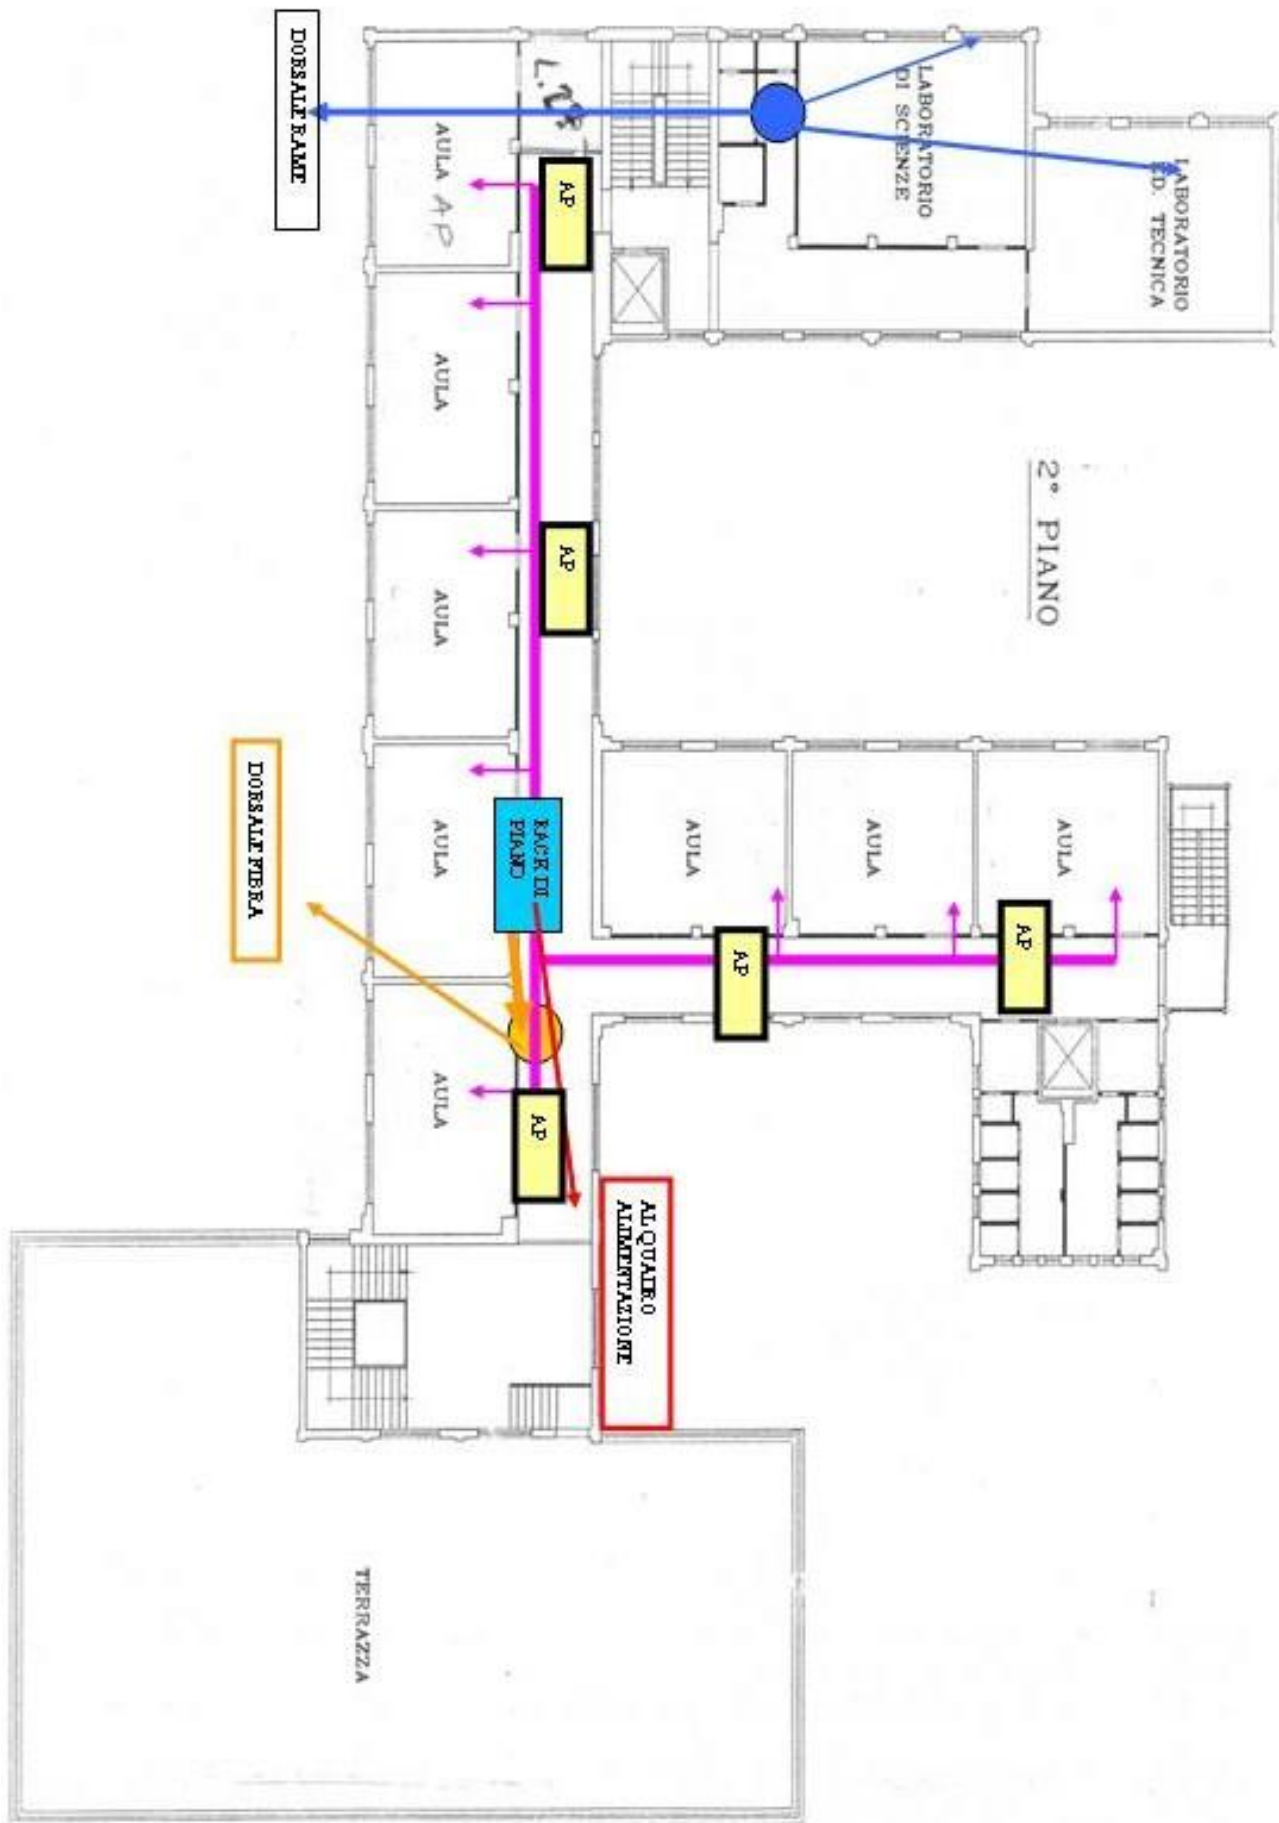 2° PIANO
LABORATORIO
ED. TECNICA
LABORATORIO
DI SCIENZE
AULA
AULA
AULA
AP
AP
L.27
AP
AP
AP
RACK DI
PIANO
AL QUADRO
ALIMENTAZIONE
AULA AP
AULA
AULA
AULA
AULA
DORSALE RAME
DORSALE FIBRA
TERRAZZA